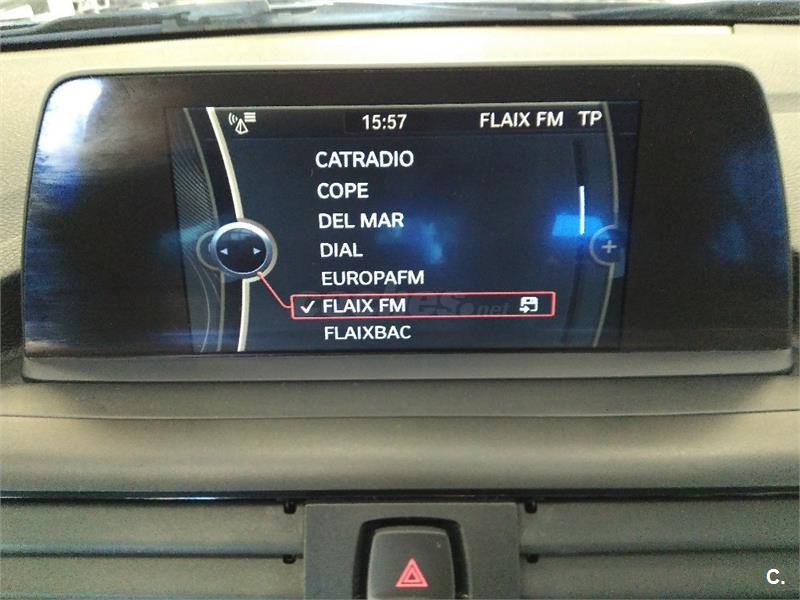 15:57 FLAIX FM TP
CATRADIO
COPE
DEL MAR
DIAL
EUROPAFM
FLAIX FM
FLAIXBAC
C.